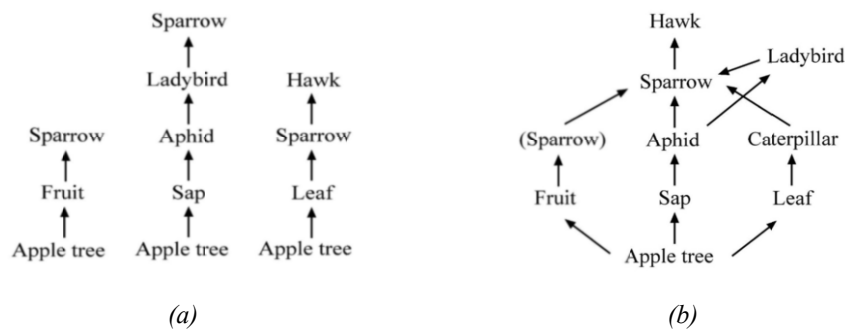 Sparrow
Ladybird
Aphid
Sap
Apple tree
Sparrow
Fruit
Apple tree
Hawk
Sparrow
Leaf
Apple tree
(a)
Hawk
Ladybird
Sparrow
(Sparrow)
Aphid
Caterpillar
Fruit
Sap
Leaf
Apple tree
(b)